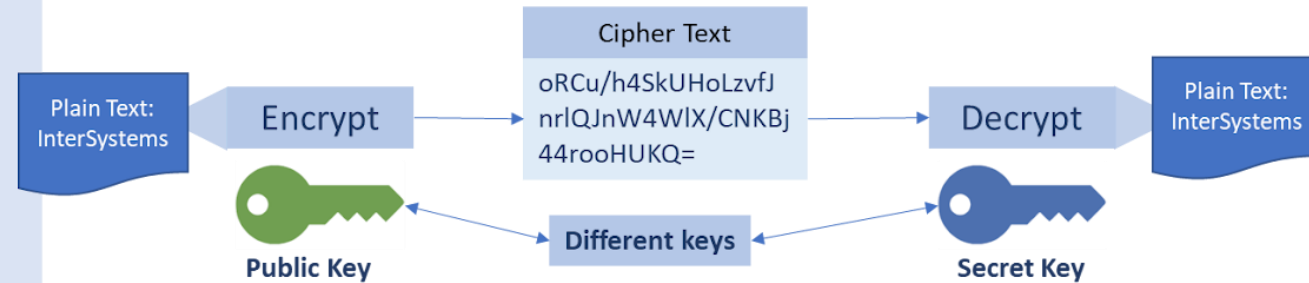 Plain Text:
InterSystems
Encrypt
Cipher Text
oRCu/h4SkUHoLzvfJ
nrlQJnW4WlX/CNKBj
44rooHUKQ=
Decrypt
Plain Text:
InterSystems
Public Key
Different keys
Secret Key